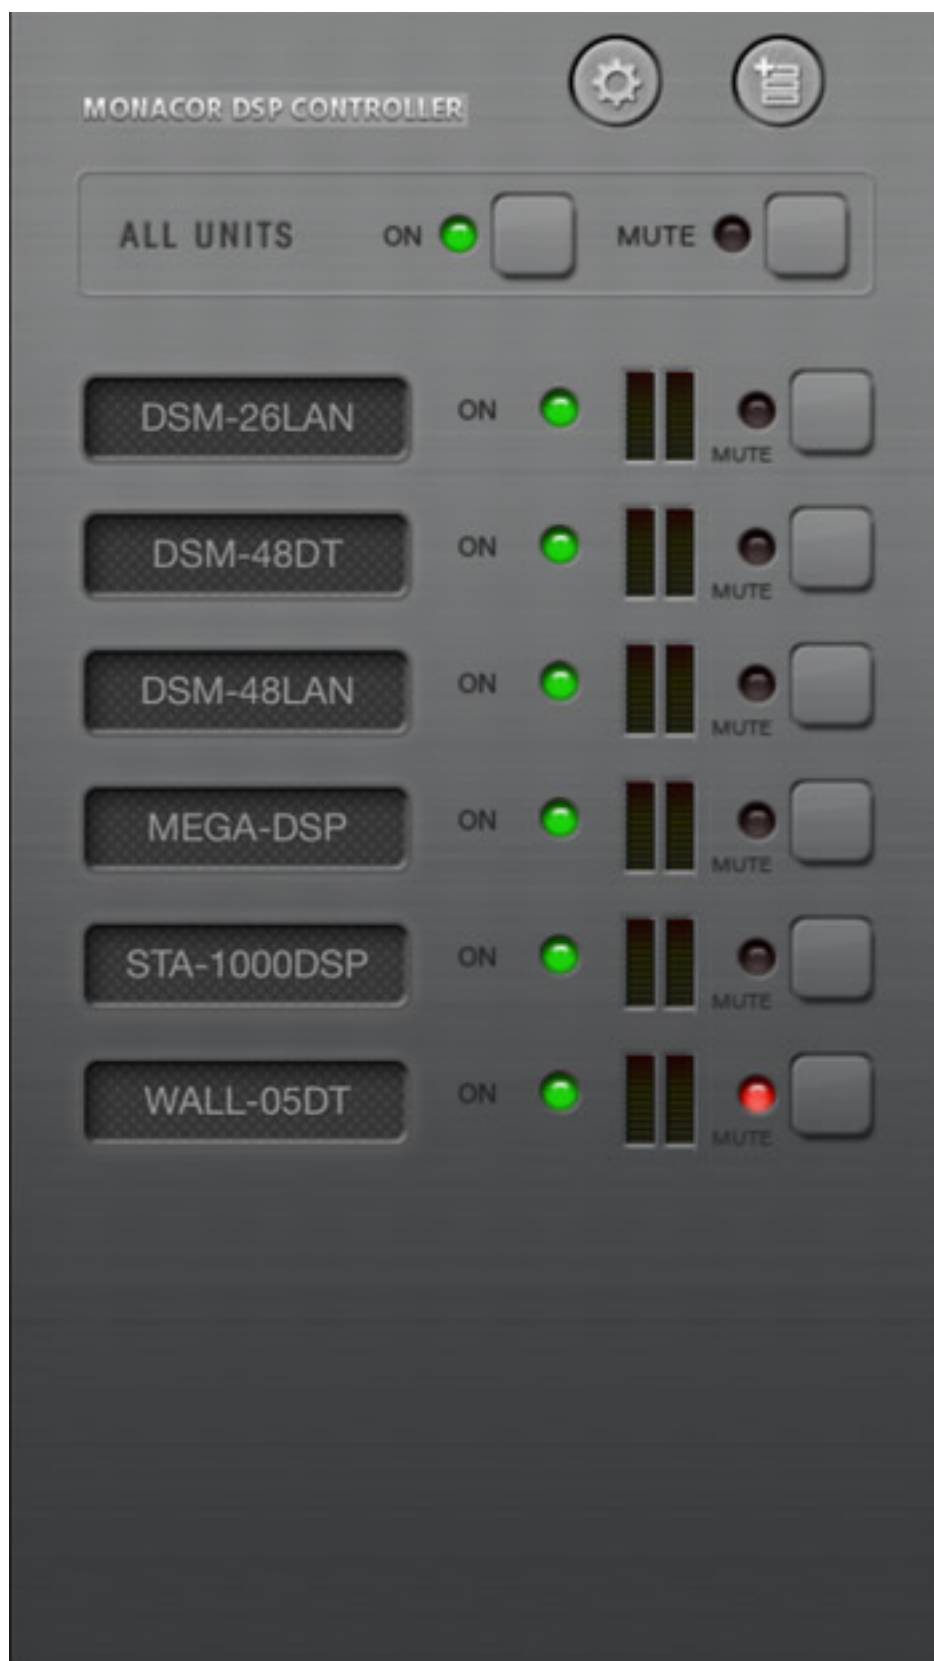 MONACOR DSP CONTROLLER
ALL UNITS ON MUTE
DSM-26LAN ON MUTE
DSM-48DT ON MUTE
DSM-48LAN ON MUTE
MEGA-DSP ON MUTE
STA-1000DSP ON MUTE
WALL-05DT ON MUTE